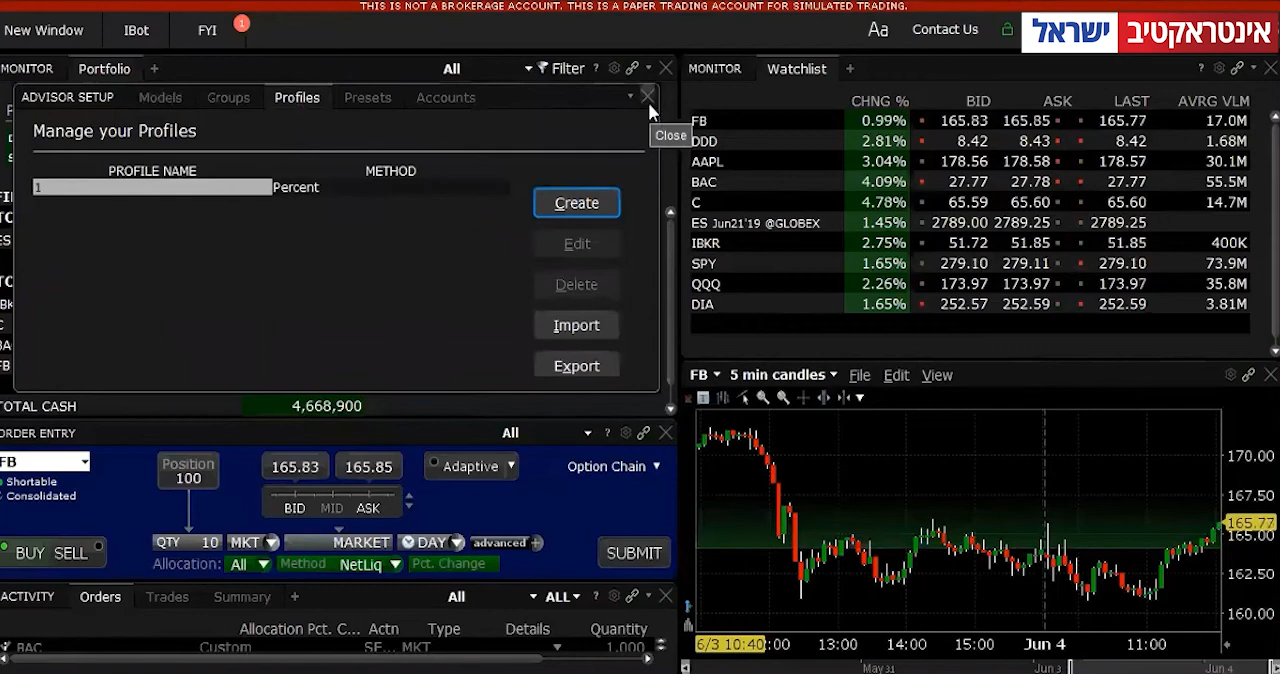 THIS IS NOT A BROKERAGE ACCOUNT. THIS IS A PAPER TRADING ACCOUNT FOR SIMULATED TRADING.
New Window IBot FYI 1 Aa Contact Us
אינטראקטיב ישראל
MONITOR Portfolio + All Filter ?
ADVISOR SETUP Models Groups Profiles Presets Accounts
Close
Manage your Profiles
PROFILE NAME METHOD
1 Percent
Create
Edit
Delete
Import
Export
TOTAL CASH 4,668,900
MONITOR Watchlist + ?
CHNG % BID ASK LAST AVRG VLM
FB 0.99% 165.83 165.85 165.77 17.0M
DDD 2.81% 8.42 8.43 8.42 1.68M
AAPL 3.04% 178.56 178.58 178.57 30.1M
BAC 4.09% 27.77 27.78 27.77 55.5M
C 4.78% 65.59 65.60 65.60 14.7M
ES Jun21'19 @GLOBEX 1.45% 2789.00 2789.25 2789.25
IBKR 2.75% 51.72 51.85 51.85 400K
SPY 1.65% 279.10 279.11 279.10 73.9M
QQQ 2.26% 173.97 173.97 173.97 35.8M
DIA 1.65% 252.57 252.59 252.59 3.81M
ORDER ENTRY All ?
FB
Shortable
Consolidated
Position
100
165.83 165.85 Adaptive Option Chain
BID MID ASK
QTY 10 MKT MARKET DAY advanced +
BUY SELL
Allocation: All Method NetLiq Pct. Change
SUBMIT
ACTIVITY Orders Trades Summary + All ALL ?
Allocation Pct. C... Actn Type Details Quantity
BAC Custom SE... MKT 1,000
FB 5 min candles File Edit View
170.00
167.50
165.77
165.00
162.50
160.00
6/3 10:40 2:00 13:00 14:00 15:00 Jun 4 11:00
May 31 Jun 3 Jun 4